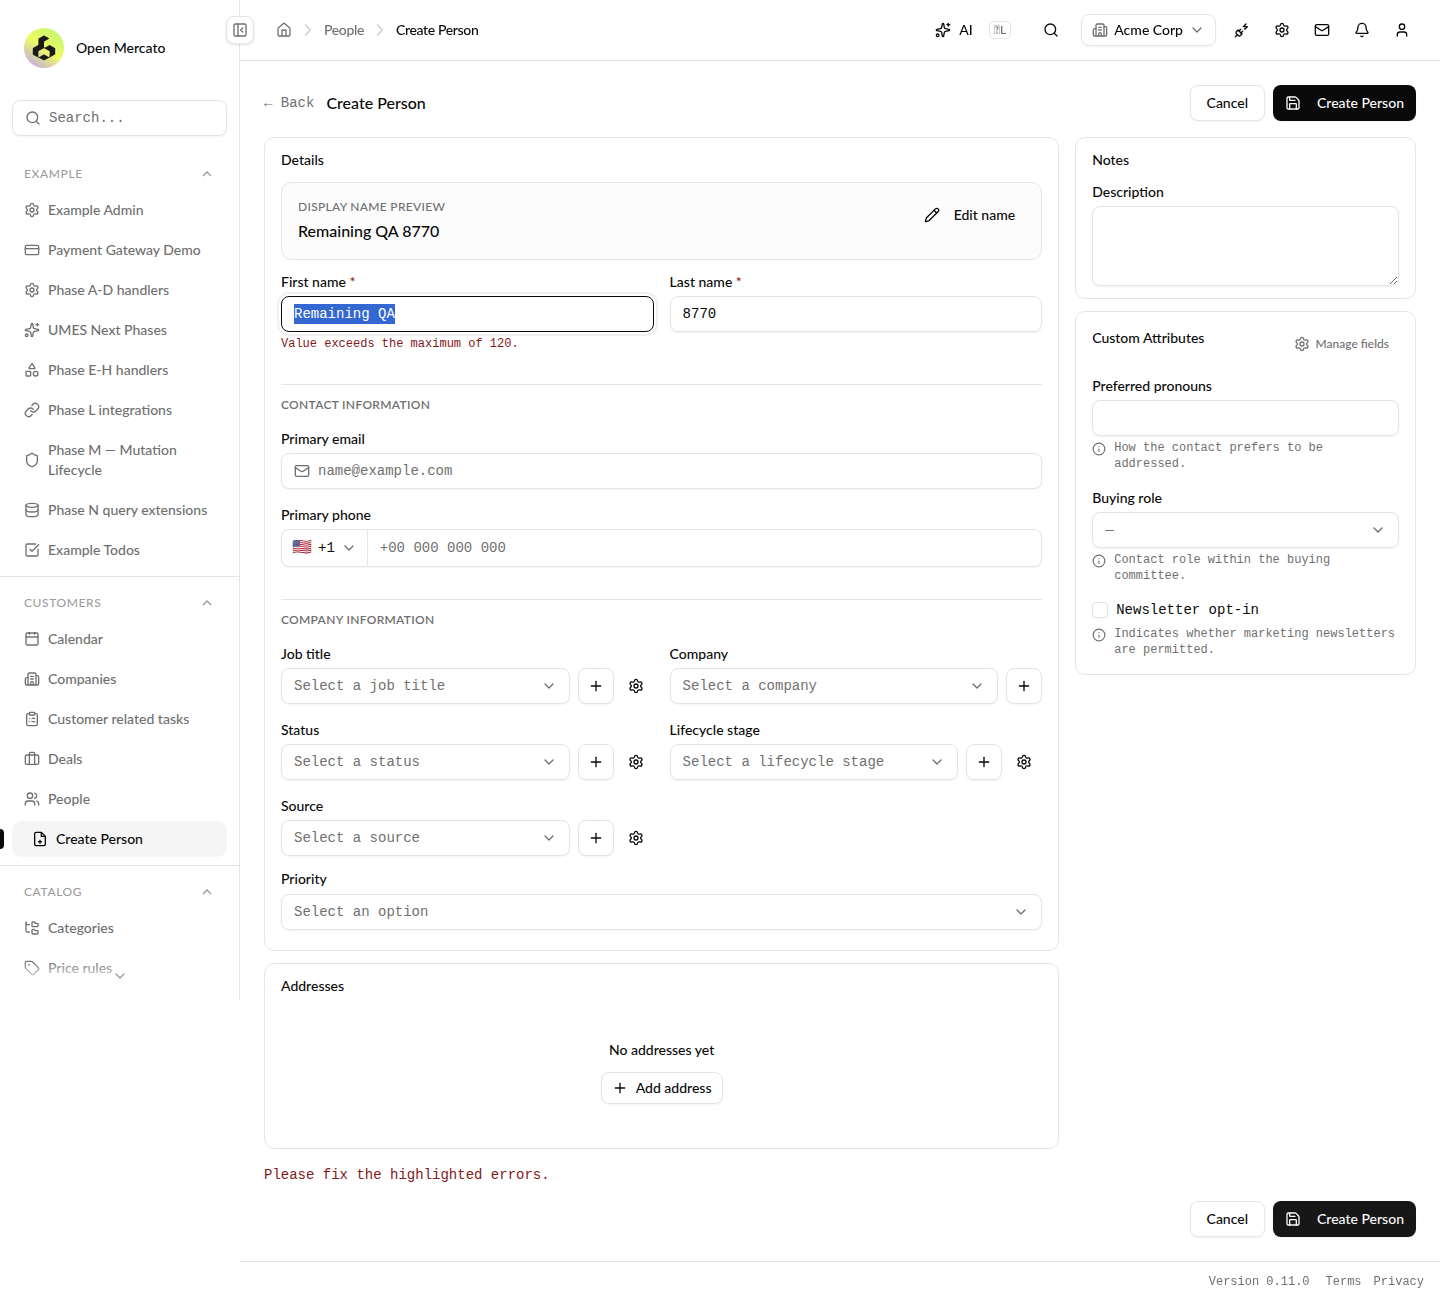 Open Mercato
Search...
EXAMPLE
Example Admin
Payment Gateway Demo
Phase A-D handlers
UMES Next Phases
Phase E-H handlers
Phase L integrations
Phase M — Mutation
Lifecycle
Phase N query extensions
Example Todos
CUSTOMERS
Calendar
Companies
Customer related tasks
Deals
People
Create Person
CATALOG
Categories
Price rules
People
Create Person
AI
L
Acme Corp
← Back
Create Person
Cancel
Create Person
Details
DISPLAY NAME PREVIEW
Remaining QA 8770
Edit name
First name *
Last name *
Remaining QA
8770
Value exceeds the maximum of 120.
CONTACT INFORMATION
Primary email
name@example.com
Primary phone
+1
+00 000 000 000
COMPANY INFORMATION
Job title
Company
Select a job title
Select a company
Status
Lifecycle stage
Select a status
Select a lifecycle stage
Source
Select a source
Priority
Select an option
Addresses
No addresses yet
Add address
Please fix the highlighted errors.
Notes
Description
Custom Attributes
Manage fields
Preferred pronouns
How the contact prefers to be
addressed.
Buying role
—
Contact role within the buying
committee.
Newsletter opt-in
Indicates whether marketing newsletters
are permitted.
Cancel
Create Person
Version 0.11.0
Terms
Privacy